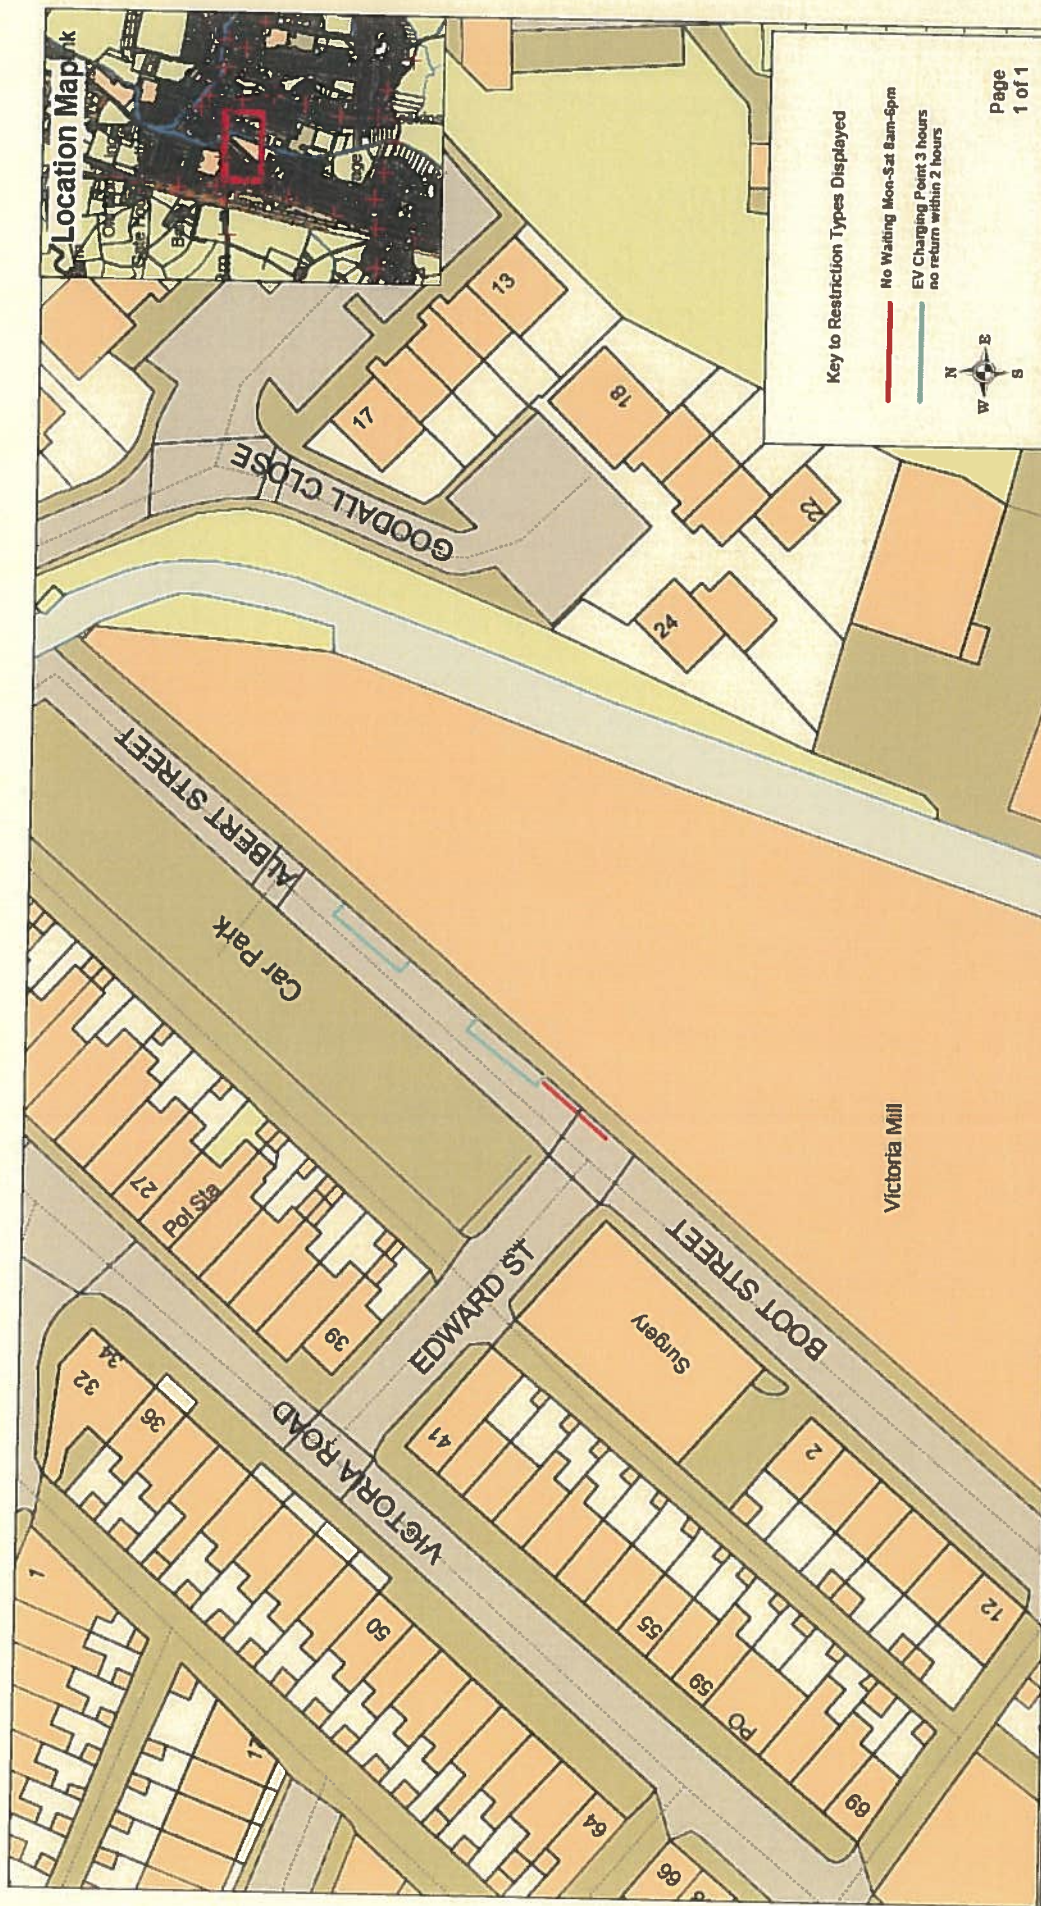 Location Map
GOODALL CLOSE
17
13
18
22
24
ALBERT STREET
Car Park
27
Pol Sta
39
EDWARD ST
VICTORIA ROAD
32
34
36
41
Surgery
BOOT STREET
Victoria Mill
2
12
1
17
50
55
59
PO
64
66
69
Key to Restriction Types Displayed
No Waiting Mon-Sat 8am-6pm
EV Charging Point 3 hours
no return within 2 hours
N
W E
S
Page
1 of 1